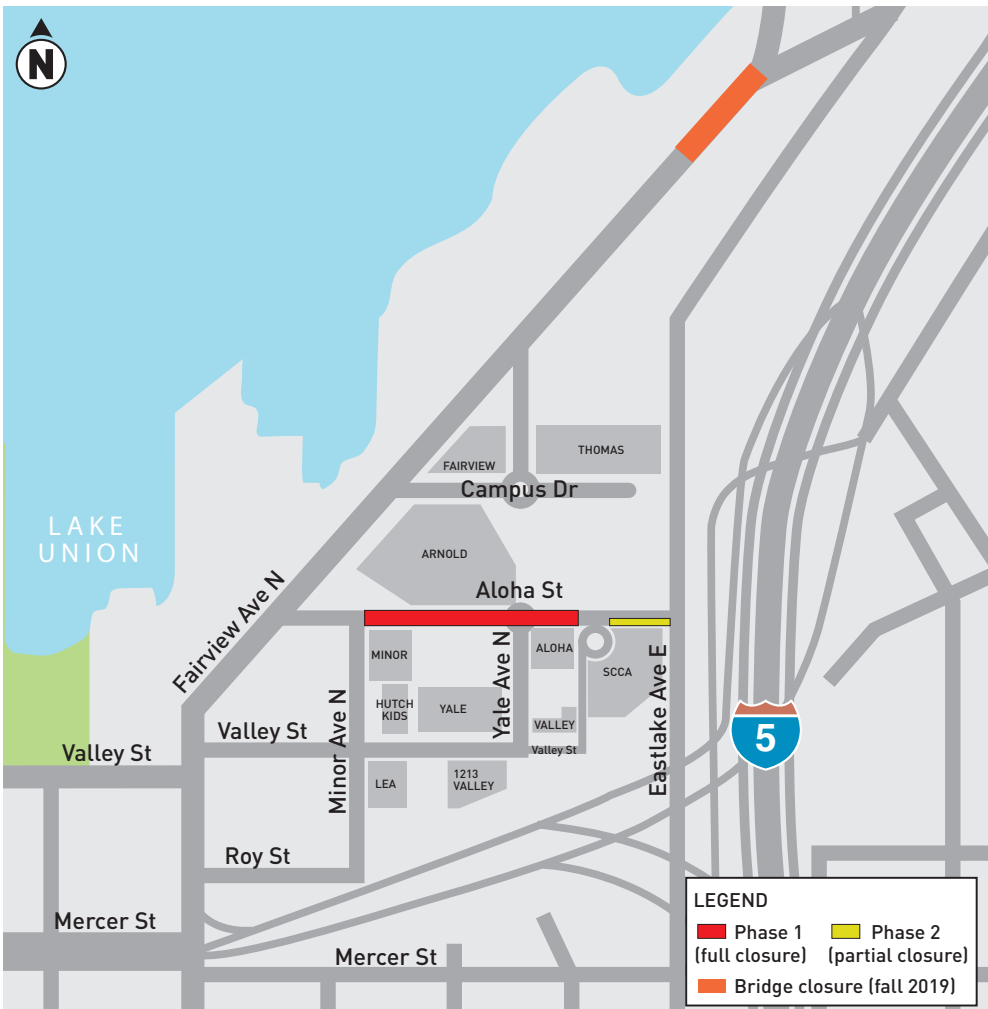 N
THOMAS
FAIRVIEW
Campus Dr
LAKE
UNION
ARNOLD
Aloha St
Fairview Ave N
MINOR
ALOHA
SCCA
Yale Ave N
HUTCH
KIDS
YALE
VALLEY
Valley St
Valley St
Valley St
Minor Ave N
Eastlake Ave E
5
LEA
1213
VALLEY
Roy St
Mercer St
Mercer St
LEGEND
Phase 1
(full closure)
Phase 2
(partial closure)
Bridge closure (fall 2019)